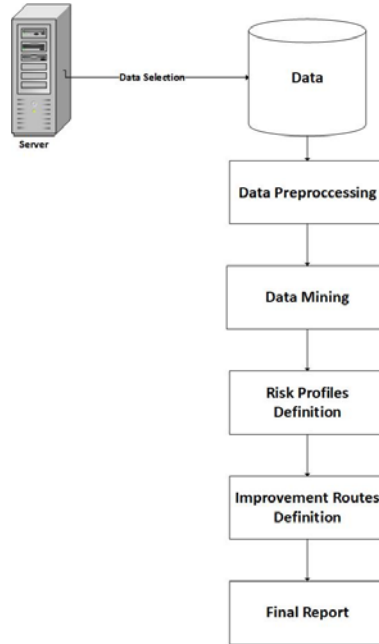 Data Selection
Data
Server
Data Preproccessing
Data Mining
Risk Profiles
Definition
Improvement Routes
Definition
Final Report